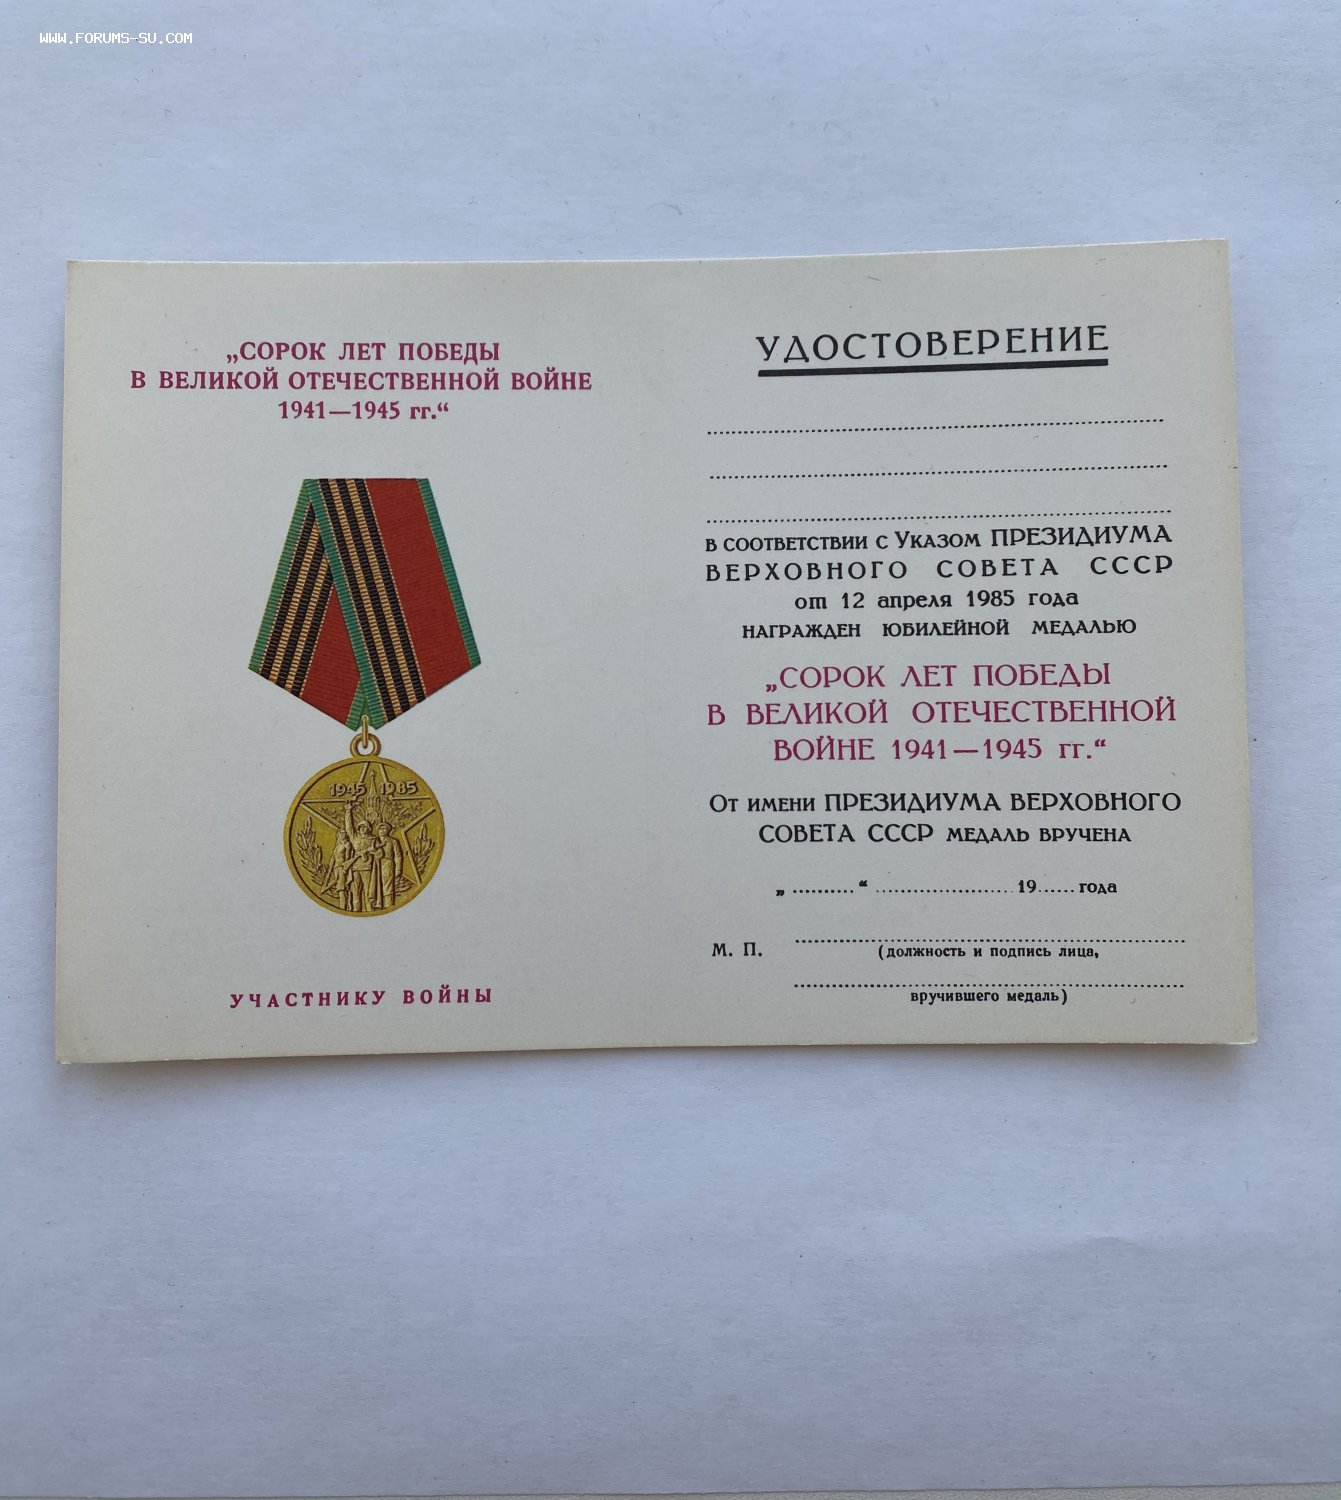 WWW.FORUMS-SU.COM
„СОРОК ЛЕТ ПОБЕДЫ
В ВЕЛИКОЙ ОТЕЧЕСТВЕННОЙ ВОЙНЕ
1941—1945 гг.“
1945 1985
УЧАСТНИКУ ВОЙНЫ
УДОСТОВЕРЕНИЕ
В СООТВЕТСТВИИ С УКАЗОМ ПРЕЗИДИУМА
ВЕРХОВНОГО СОВЕТА СССР
от 12 апреля 1985 года
НАГРАЖДЕН ЮБИЛЕЙНОЙ МЕДАЛЬЮ
„СОРОК ЛЕТ ПОБЕДЫ
В ВЕЛИКОЙ ОТЕЧЕСТВЕННОЙ
ВОЙНЕ 1941—1945 гг.“
ОТ ИМЕНИ ПРЕЗИДИУМА ВЕРХОВНОГО
СОВЕТА СССР МЕДАЛЬ ВРУЧЕНА
„ .......... “ ...................... 19...... года
М. П.
(должность и подпись лица,
вручившего медаль)